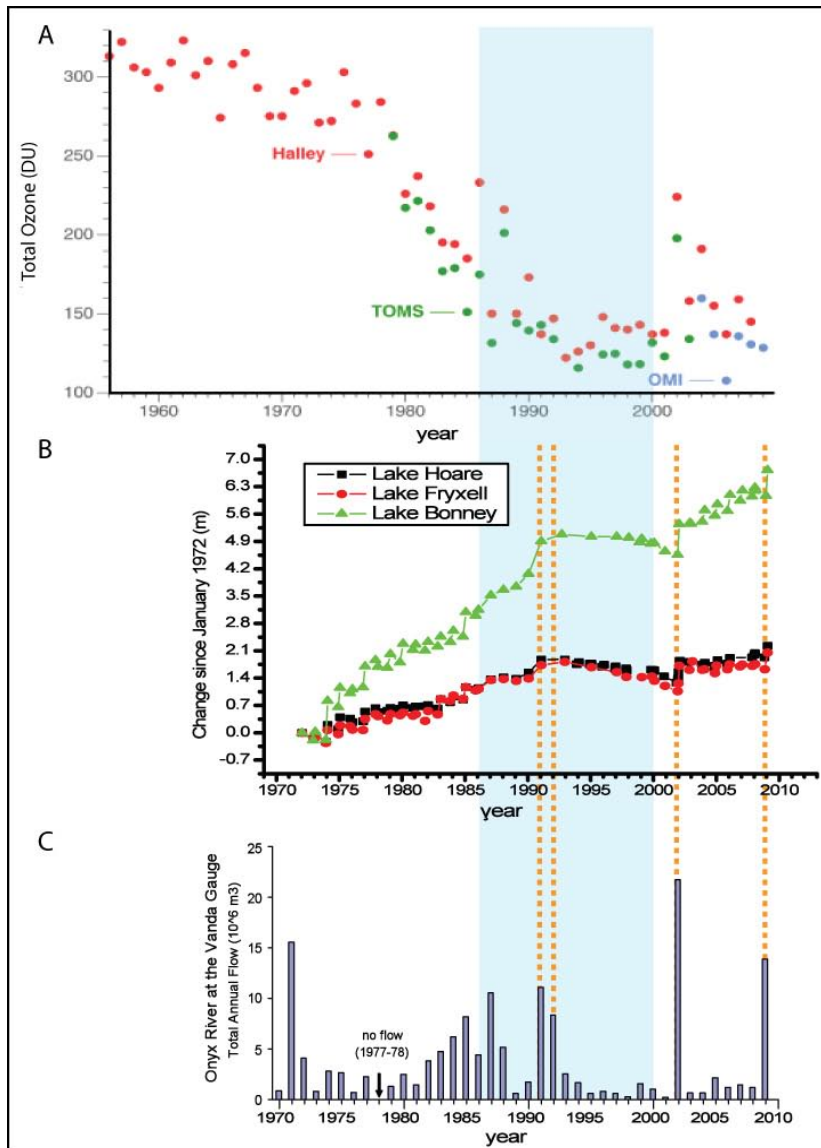 A
Total Ozone (DU)
300
250
200
150
100
Halley
TOMS
OMI
1960 1970 1980 1990 2000
year
B
Change since January 1972 (m)
7.0
6.3
5.6
4.9
4.2
3.5
2.8
2.1
1.4
0.7
0.0
-0.7
Lake Hoare
Lake Fryxell
Lake Bonney
1970 1975 1980 1985 1990 1995 2000 2005 2010
year
C
Onyx River at the Vanda Gauge
Total Annual Flow (10^6 m3)
25
20
15
10
5
0
no flow
(1977-78)
1970 1975 1980 1985 1990 1995 2000 2005 2010
year